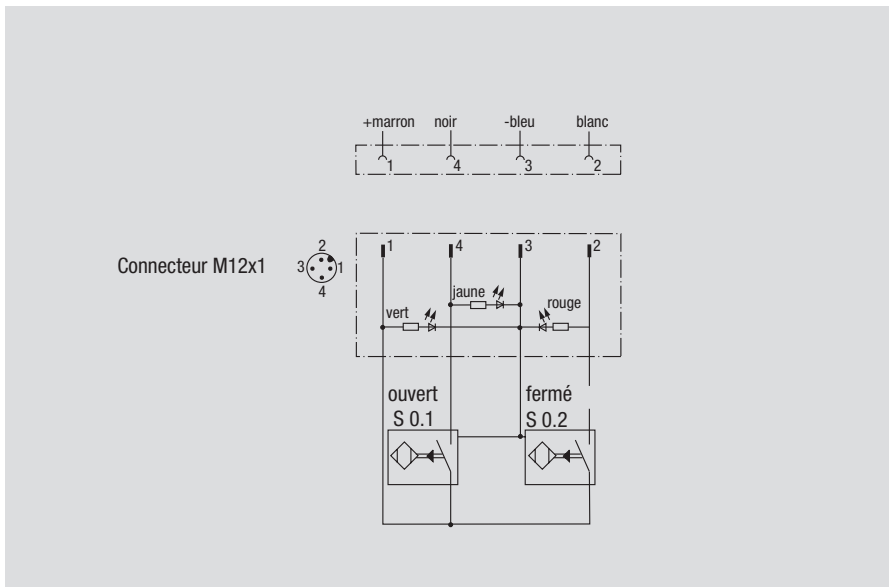 +marron noir -bleu blanc
1 4 3 2
Connecteur M12x1
2
3 1
4
1 4 3 2
jaune
vert
rouge
ouvert
S 0.1
fermé
S 0.2